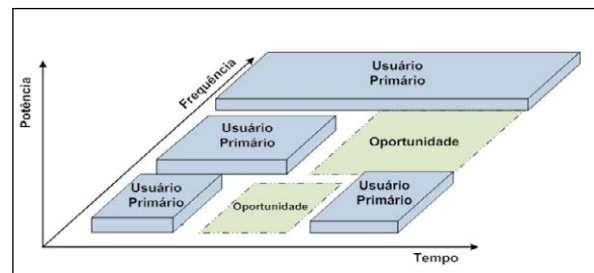 Potência
Frequência
Usuário
Primário
Usuário
Primário
Oportunidade
Usuário
Primário
Oportunidade
Usuário
Primário
Tempo